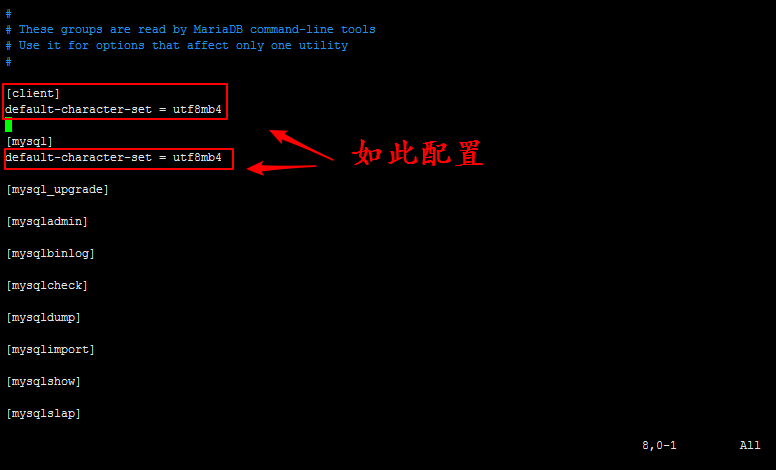 #
# These groups are read by MariaDB command-line tools
# Use it for options that affect only one utility
#
[client]
default-character-set = utf8mb4
[mysql]
default-character-set = utf8mb4
如此配置
[mysql_upgrade]
[mysqladmin]
[mysqlbinlog]
[mysqlcheck]
[mysqldump]
[mysqlimport]
[mysqlshow]
[mysqlslap]
8,0-1 All